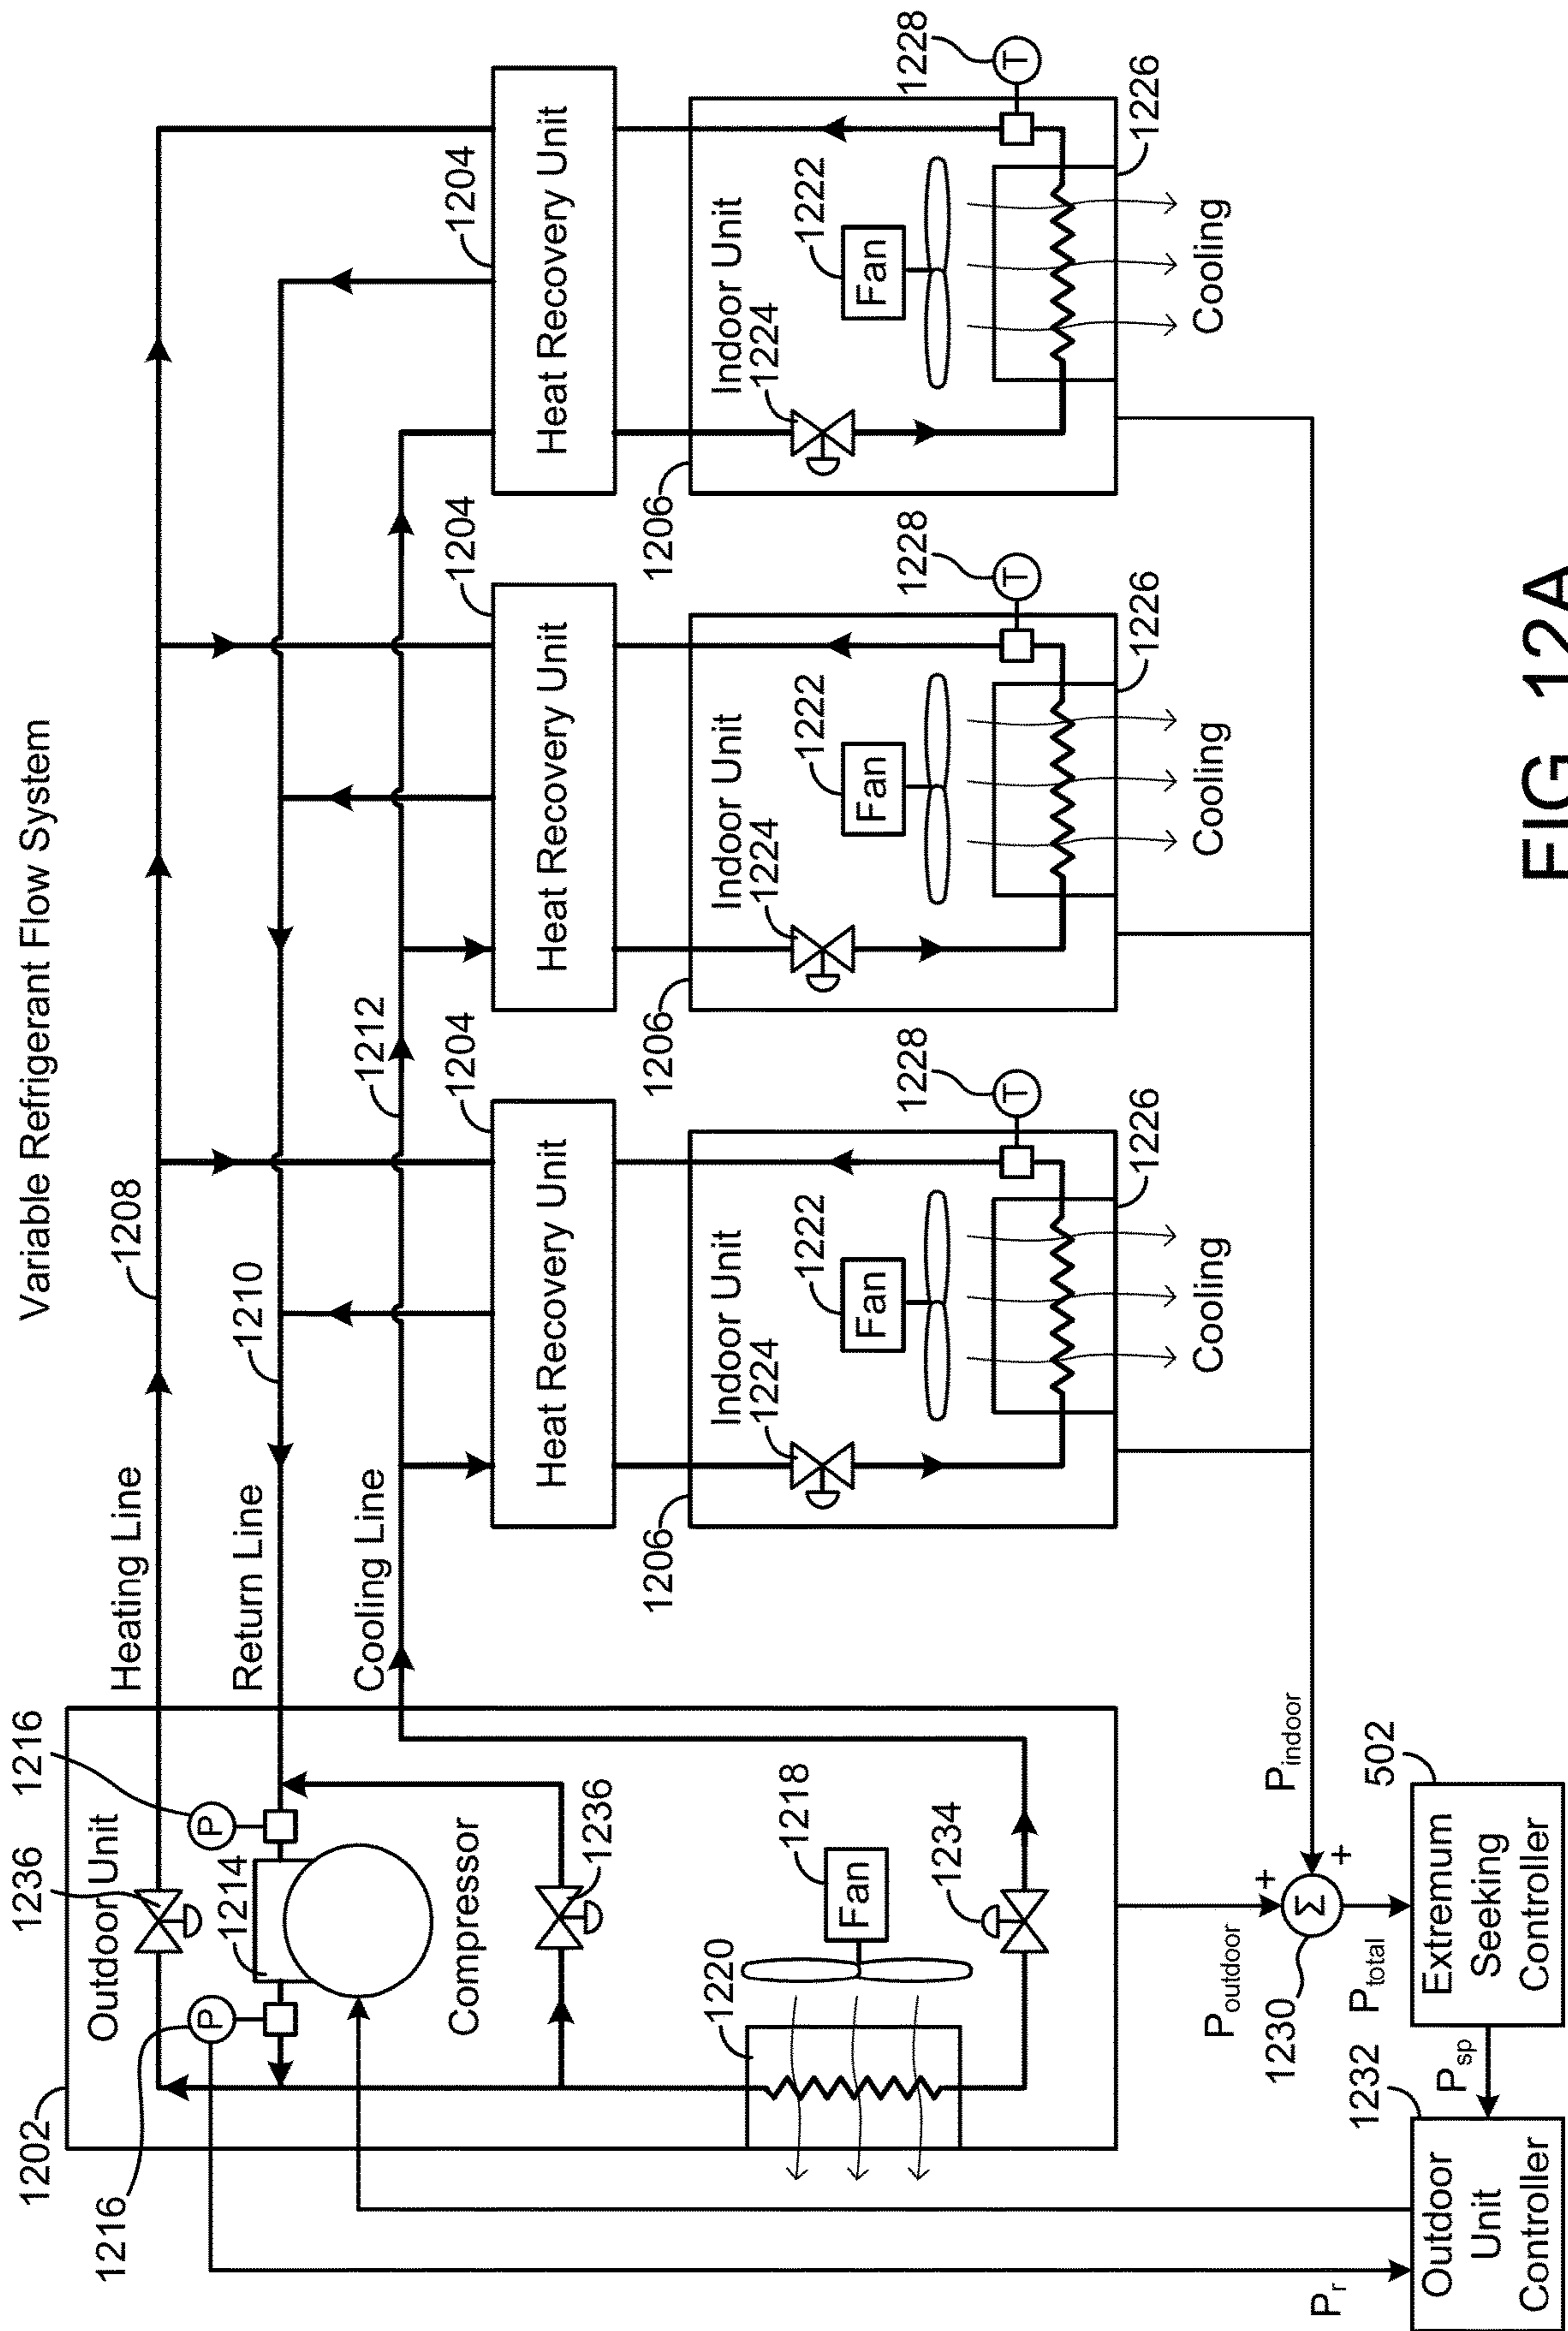 Variable Refrigerant Flow System
1202
1216
1236
Outdoor Unit
1216
P
P
1214
Compressor
1236
1220
1218
Fan
1234
Heating Line
1208
Return Line
1210
Cooling Line
1212
1204
Heat Recovery Unit
1204
Heat Recovery Unit
1204
Heat Recovery Unit
1206
Indoor Unit
1224
1222
Fan
1228
T
1226
Cooling
1206
Indoor Unit
1224
1222
Fan
1228
T
1226
Cooling
1206
Indoor Unit
1224
1222
Fan
1228
T
1226
Cooling
Pr
Poutdoor
+
Pindoor
+
Σ
1230
Ptotal
502
Extremum
Seeking
Controller
Psp
1232
Outdoor
Unit
Controller
FIG. 12A